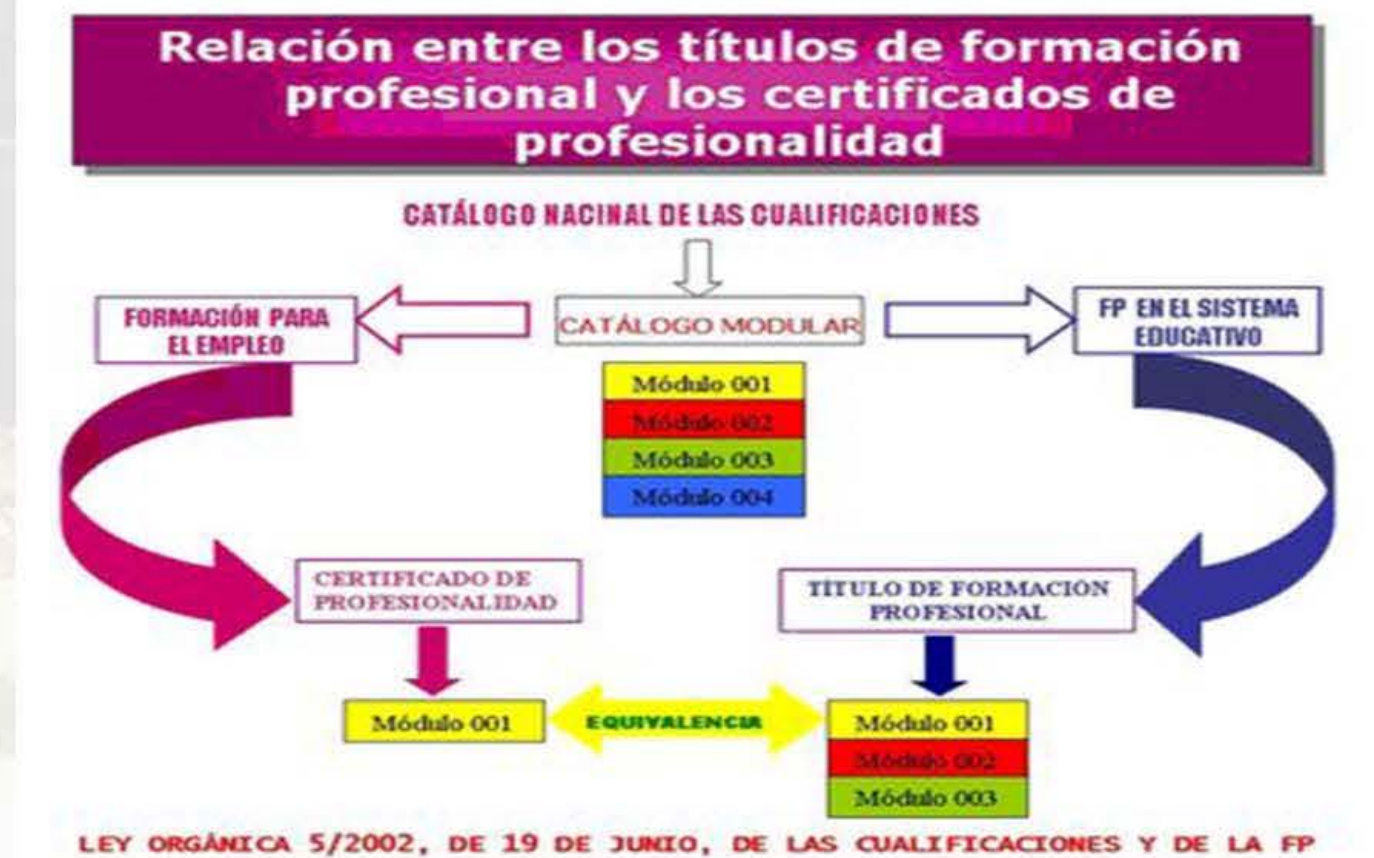 Relación entre los títulos de formación
profesional y los certificados de
profesionalidad
CATÁLOGO NACINAL DE LAS CUALIFICACIONES
FORMACIÓN PARA
EL EMPLEO
CATÁLOGO MODULAR
FP EN EL SISTEMA
EDUCATIVO
Módulo 001
Módulo 002
Módulo 003
Módulo 004
CERTIFICADO DE
PROFESIONALIDAD
TÍTULO DE FORMACIÓN
PROFESIONAL
Módulo 001
EQUIVALENCIA
Módulo 001
Módulo 002
Módulo 003
LEY ORGÁNICA 5/2002, DE 19 DE JUNIO, DE LAS CUALIFICACIONES Y DE LA FP